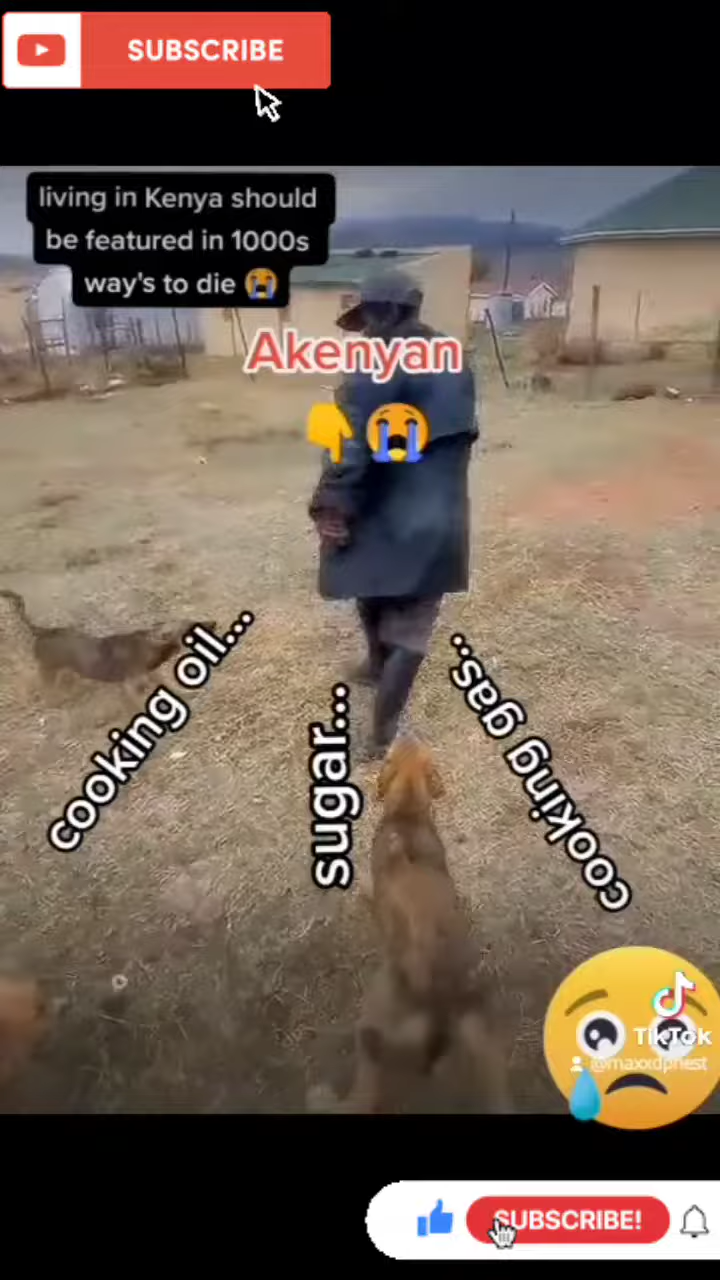 SUBSCRIBE
living in Kenya should
be featured in 1000s
way's to die 😭
Akenyan
👇😭
cooking oil...
sugar...
cooking gas..
TikTok
@maxxdpriest
SUBSCRIBE!